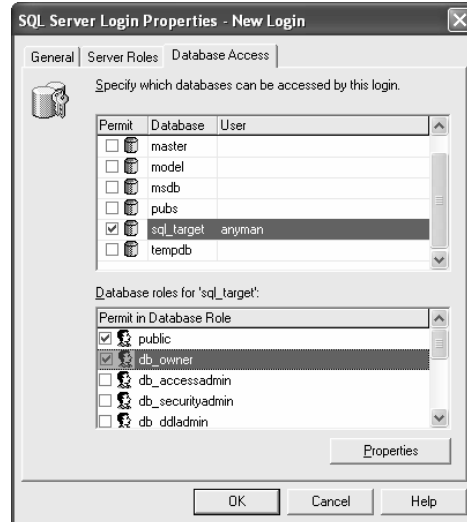 SQL Server Login Properties - New Login
General Server Roles Database Access
Specify which databases can be accessed by this login.
Permit Database User
master
model
msdb
pubs
sql_target anyman
tempdb
Database roles for 'sql_target':
Permit in Database Role
public
db_owner
db_accessadmin
db_securityadmin
db_ddladmin
Properties
OK Cancel Help